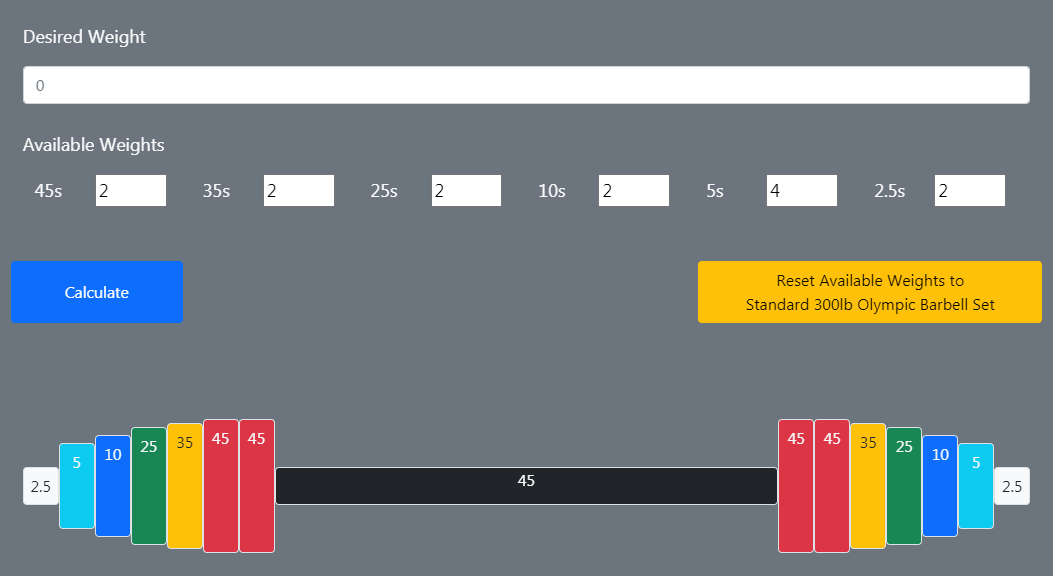 Desired Weight
0
Available Weights
45s 2 35s 2 25s 2 10s 2 5s 4 2.5s 2
Calculate
Reset Available Weights to
Standard 300lb Olympic Barbell Set
2.5 5 10 25 35 45 45 45 45 45 35 25 10 5 2.5